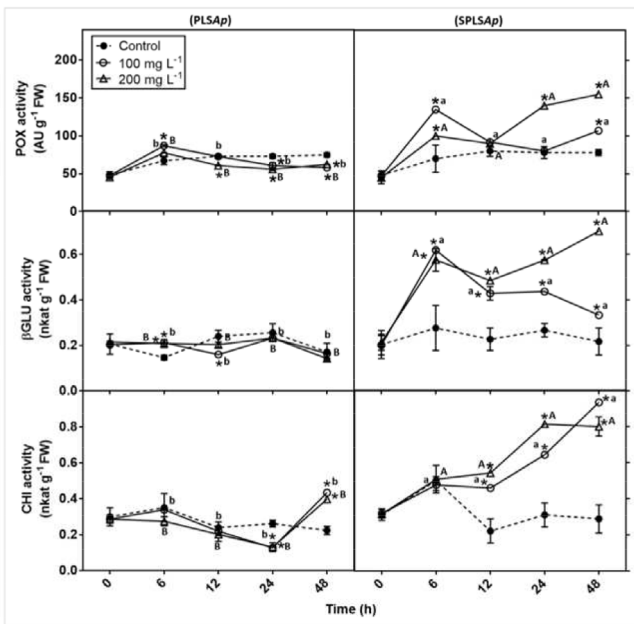 (PLSAp)
(SPLSAp)
Control
100 mg L⁻¹
200 mg L⁻¹
POX activity
(AU g⁻¹ FW)
200
150
100
50
0
* B b
b
b
*B
*b
*B
*b
*B
*a
*A
A
a
*A
*A
*a
βGLU activity
(nkat g⁻¹ FW)
0.6
0.4
0.2
0.0
B * * b
B
*b
b
B
b
B
*a
A*
*A
a*
*A
*a
*A
*a
CHI activity
(nkat g⁻¹ FW)
0.8
0.6
0.4
0.2
0.0
b
B
b
B
b*
*B
*b
*B
a A
A*
a*
*A
a*
*a
*A
0 6 12 24 48
0 6 12 24 48
Time (h)